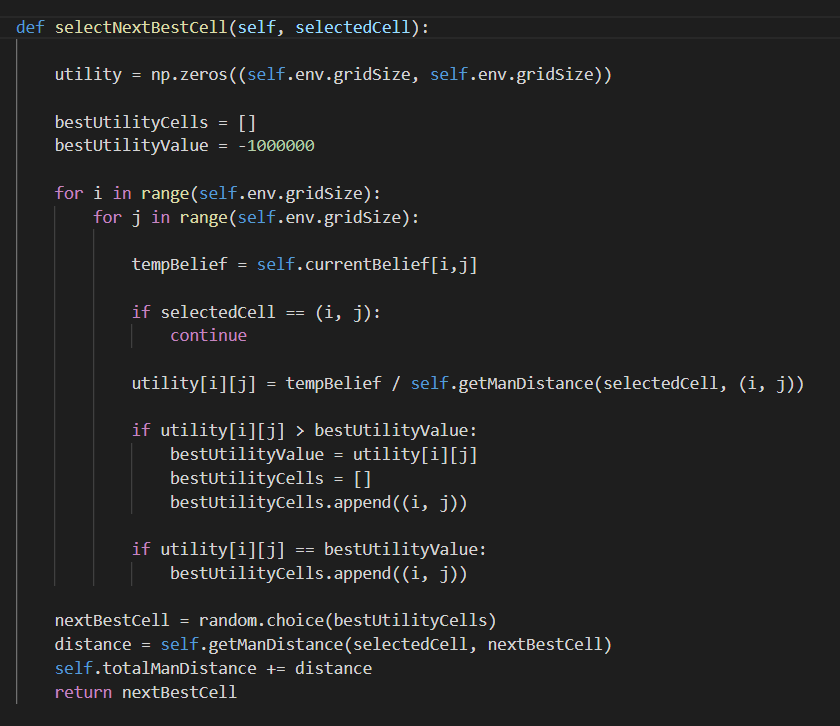 def selectNextBestCell(self, selectedCell):
utility = np.zeros((self.env.gridSize, self.env.gridSize))
bestUtilityCells = []
bestUtilityValue = -1000000
for i in range(self.env.gridSize):
for j in range(self.env.gridSize):
tempBelief = self.currentBelief[i,j]
if selectedCell == (i, j):
continue
utility[i][j] = tempBelief / self.getManDistance(selectedCell, (i, j))
if utility[i][j] > bestUtilityValue:
bestUtilityValue = utility[i][j]
bestUtilityCells = []
bestUtilityCells.append((i, j))
if utility[i][j] == bestUtilityValue:
bestUtilityCells.append((i, j))
nextBestCell = random.choice(bestUtilityCells)
distance = self.getManDistance(selectedCell, nextBestCell)
self.totalManDistance += distance
return nextBestCell